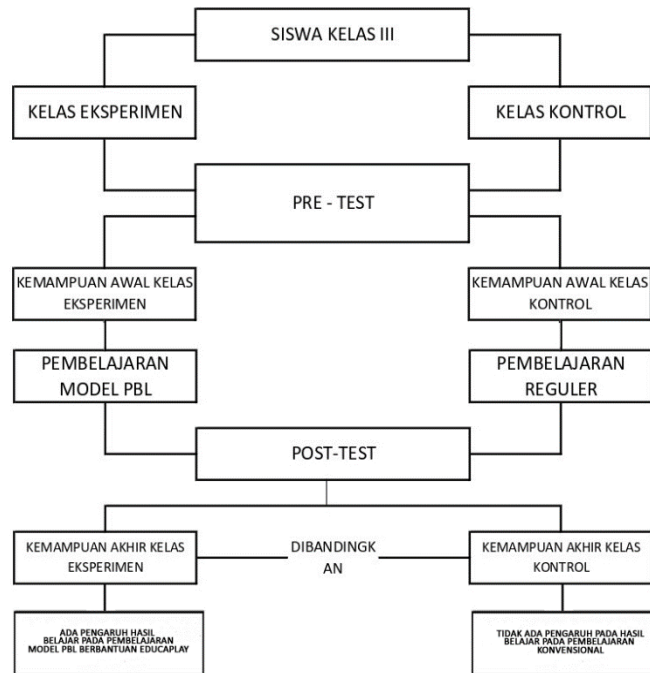 SISWA KELAS III
KELAS EKSPERIMEN
KELAS KONTROL
PRE - TEST
KEMAMPUAN AWAL KELAS
EKSPERIMEN
KEMAMPUAN AWAL KELAS
KONTROL
PEMBELAJARAN
MODEL PBL
PEMBELAJARAN
REGULER
POST-TEST
KEMAMPUAN AKHIR KELAS
EKSPERIMEN
DIBANDINGK
AN
KEMAMPUAN AKHIR KELAS
KONTROL
ADA PENGARUH HASIL
BELAJAR PADA PEMBELAJARAN
MODEL PBL BERBANTUAN EDUCAPLAY
TIDAK ADA PENGARUH PADA HASIL
BELAJAR PADA PEMBELAJARAN
KONVENSIONAL